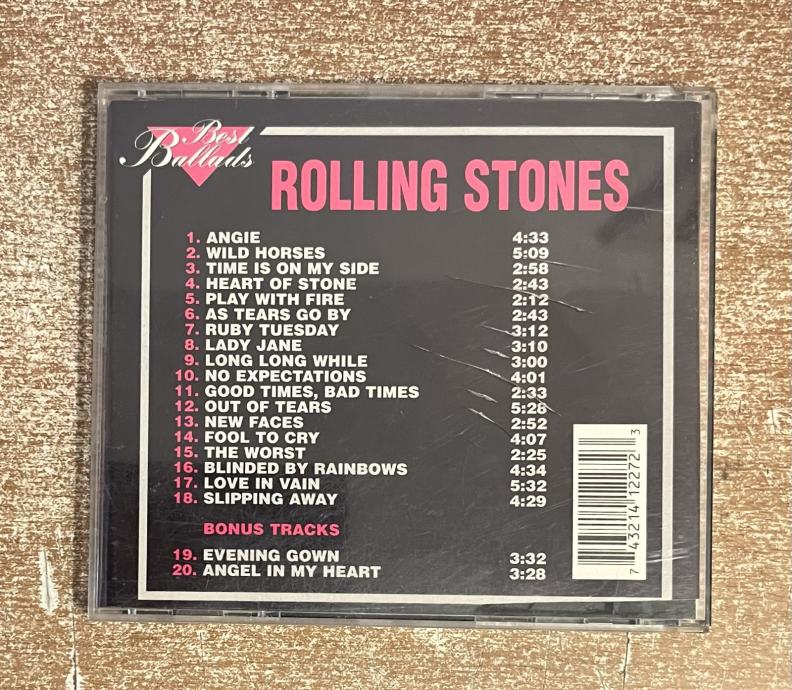 Best
Ballads
ROLLING STONES
1. ANGIE 4:33
2. WILD HORSES 5:09
3. TIME IS ON MY SIDE 2:58
4. HEART OF STONE 2:43
5. PLAY WITH FIRE 2:12
6. AS TEARS GO BY 2:43
7. RUBY TUESDAY 3:12
8. LADY JANE 3:10
9. LONG LONG WHILE 3:00
10. NO EXPECTATIONS 4:01
11. GOOD TIMES, BAD TIMES 2:33
12. OUT OF TEARS 5:28
13. NEW FACES 2:52
14. FOOL TO CRY 4:07
15. THE WORST 2:25
16. BLINDED BY RAINBOWS 4:34
17. LOVE IN VAIN 5:32
18. SLIPPING AWAY 4:29
BONUS TRACKS
19. EVENING GOWN 3:32
20. ANGEL IN MY HEART 3:28
7 43214 12272 3